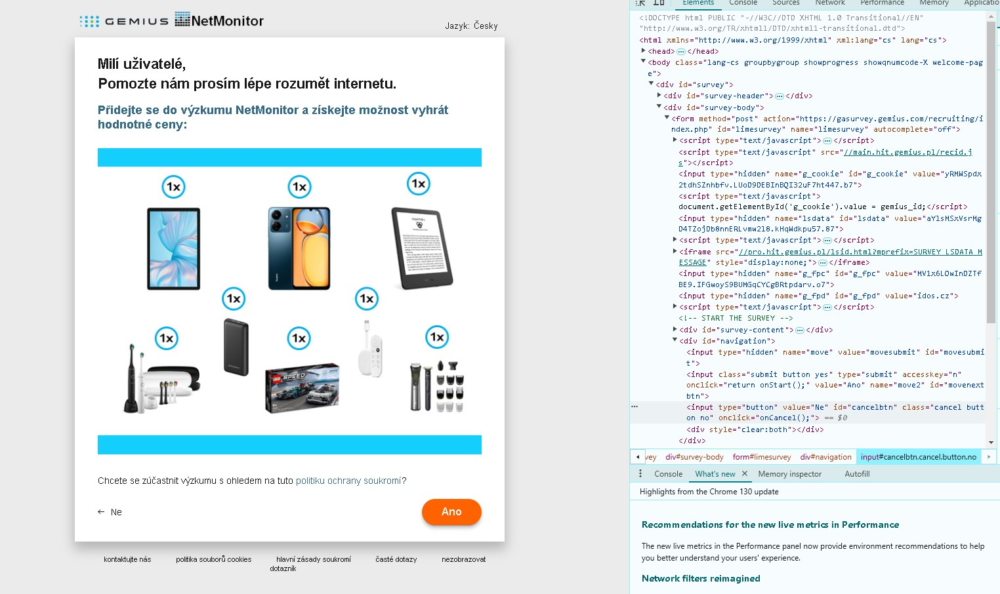 GEMIUS NetMonitor
Jazyk: Česky
Milí uživatelé,
Pomozte nám prosím lépe rozumět internetu.
Přidejte se do výzkumu NetMonitor a získejte možnost vyhrát
hodnotné ceny:
1x
1x
1x
1x
1x
1x
1x
1x
SPEED
Chcete se zúčastnit výzkumu s ohledem na tuto politiku ochrany soukromí?
← Ne
Ano
kontaktujte nás
politika souborů cookies
hlavní zásady soukromí
dotazník
časté dotazy
nezobrazovat
Elements
Console
Sources
Network
Performance
Memory
Applicatio
<!DOCTYPE html PUBLIC "-//W3C//DTD XHTML 1.0 Transitional//EN"
"http://www.w3.org/TR/xhtml1/DTD/xhtml1-transitional.dtd">
<html xmlns="http://www.w3.org/1999/xhtml" xml:lang="cs" lang="cs">
<head> … </head>
<body class="lang-cs groupbygroup showprogress showqnumcode-X welcome-pag
e">
<div id="survey">
<div id="survey-header"> … </div>
<div id="survey-body">
<form method="post" action="https://gasurvey.gemius.com/recruiting/i
ndex.php" id="limesurvey" name="limesurvey" autocomplete="off">
<script type="text/javascript"> … </script>
<script type="text/javascript" src="//main.hit.gemius.pl/recid.j
s"></script>
<input type="hidden" name="g_cookie" id="g_cookie" value="yRMWSpdx
2tdhSZnhbfv.LUoD9DEBInBQI32uF7ht447.b7">
<script type="text/javascript">
document.getElementById('g_cookie').value = gemius_id;</script>
<input type="hidden" name="lsdata" id="lsdata" value="aYlsMSxVsrMg
D4TZojDb8nnERLvmw2l8.kHqWdkpu57.87">
<script type="text/javascript"> … </script>
<iframe src="//pro.hit.gemius.pl/lsid.html?mprefix=SURVEY_LSDATA_M
ESSAGE" style="display:none;"> … </iframe>
<input type="hidden" name="g_fpc" id="g_fpc" value="MV1x6LOwInDZTf
BE9.IFGwoyS9BUMGqCYCgBRtpdarv.o7">
<input type="hidden" name="g_fpd" id="g_fpd" value="idos.cz">
<script type="text/javascript"> … </script>
<!-- START THE SURVEY -->
<div id="survey-content"> … </div>
<div id="navigation">
<input type="hidden" name="move" value="movesubmit" id="movesubmi
t">
<input class="submit button yes" type="submit" accesskey="n"
onclick="return onStart();" value="Ano" name="move2" id="movenext
btn">
<input type="button" value="Ne" id="cancelbtn" class="cancel butt
on no" onclick="onCancel();"> == $0
<div style="clear:both"></div>
</div>
vey div#survey-body form#limesurvey div#navigation input#cancelbtn.cancel.button.no
Console
What's new ×
Memory inspector
Autofill
Highlights from the Chrome 130 update
Recommendations for the new live metrics in Performance
The new live metrics in the Performance panel now provide environment recommendations to help
you better understand your users' experience.
Network filters reimagined